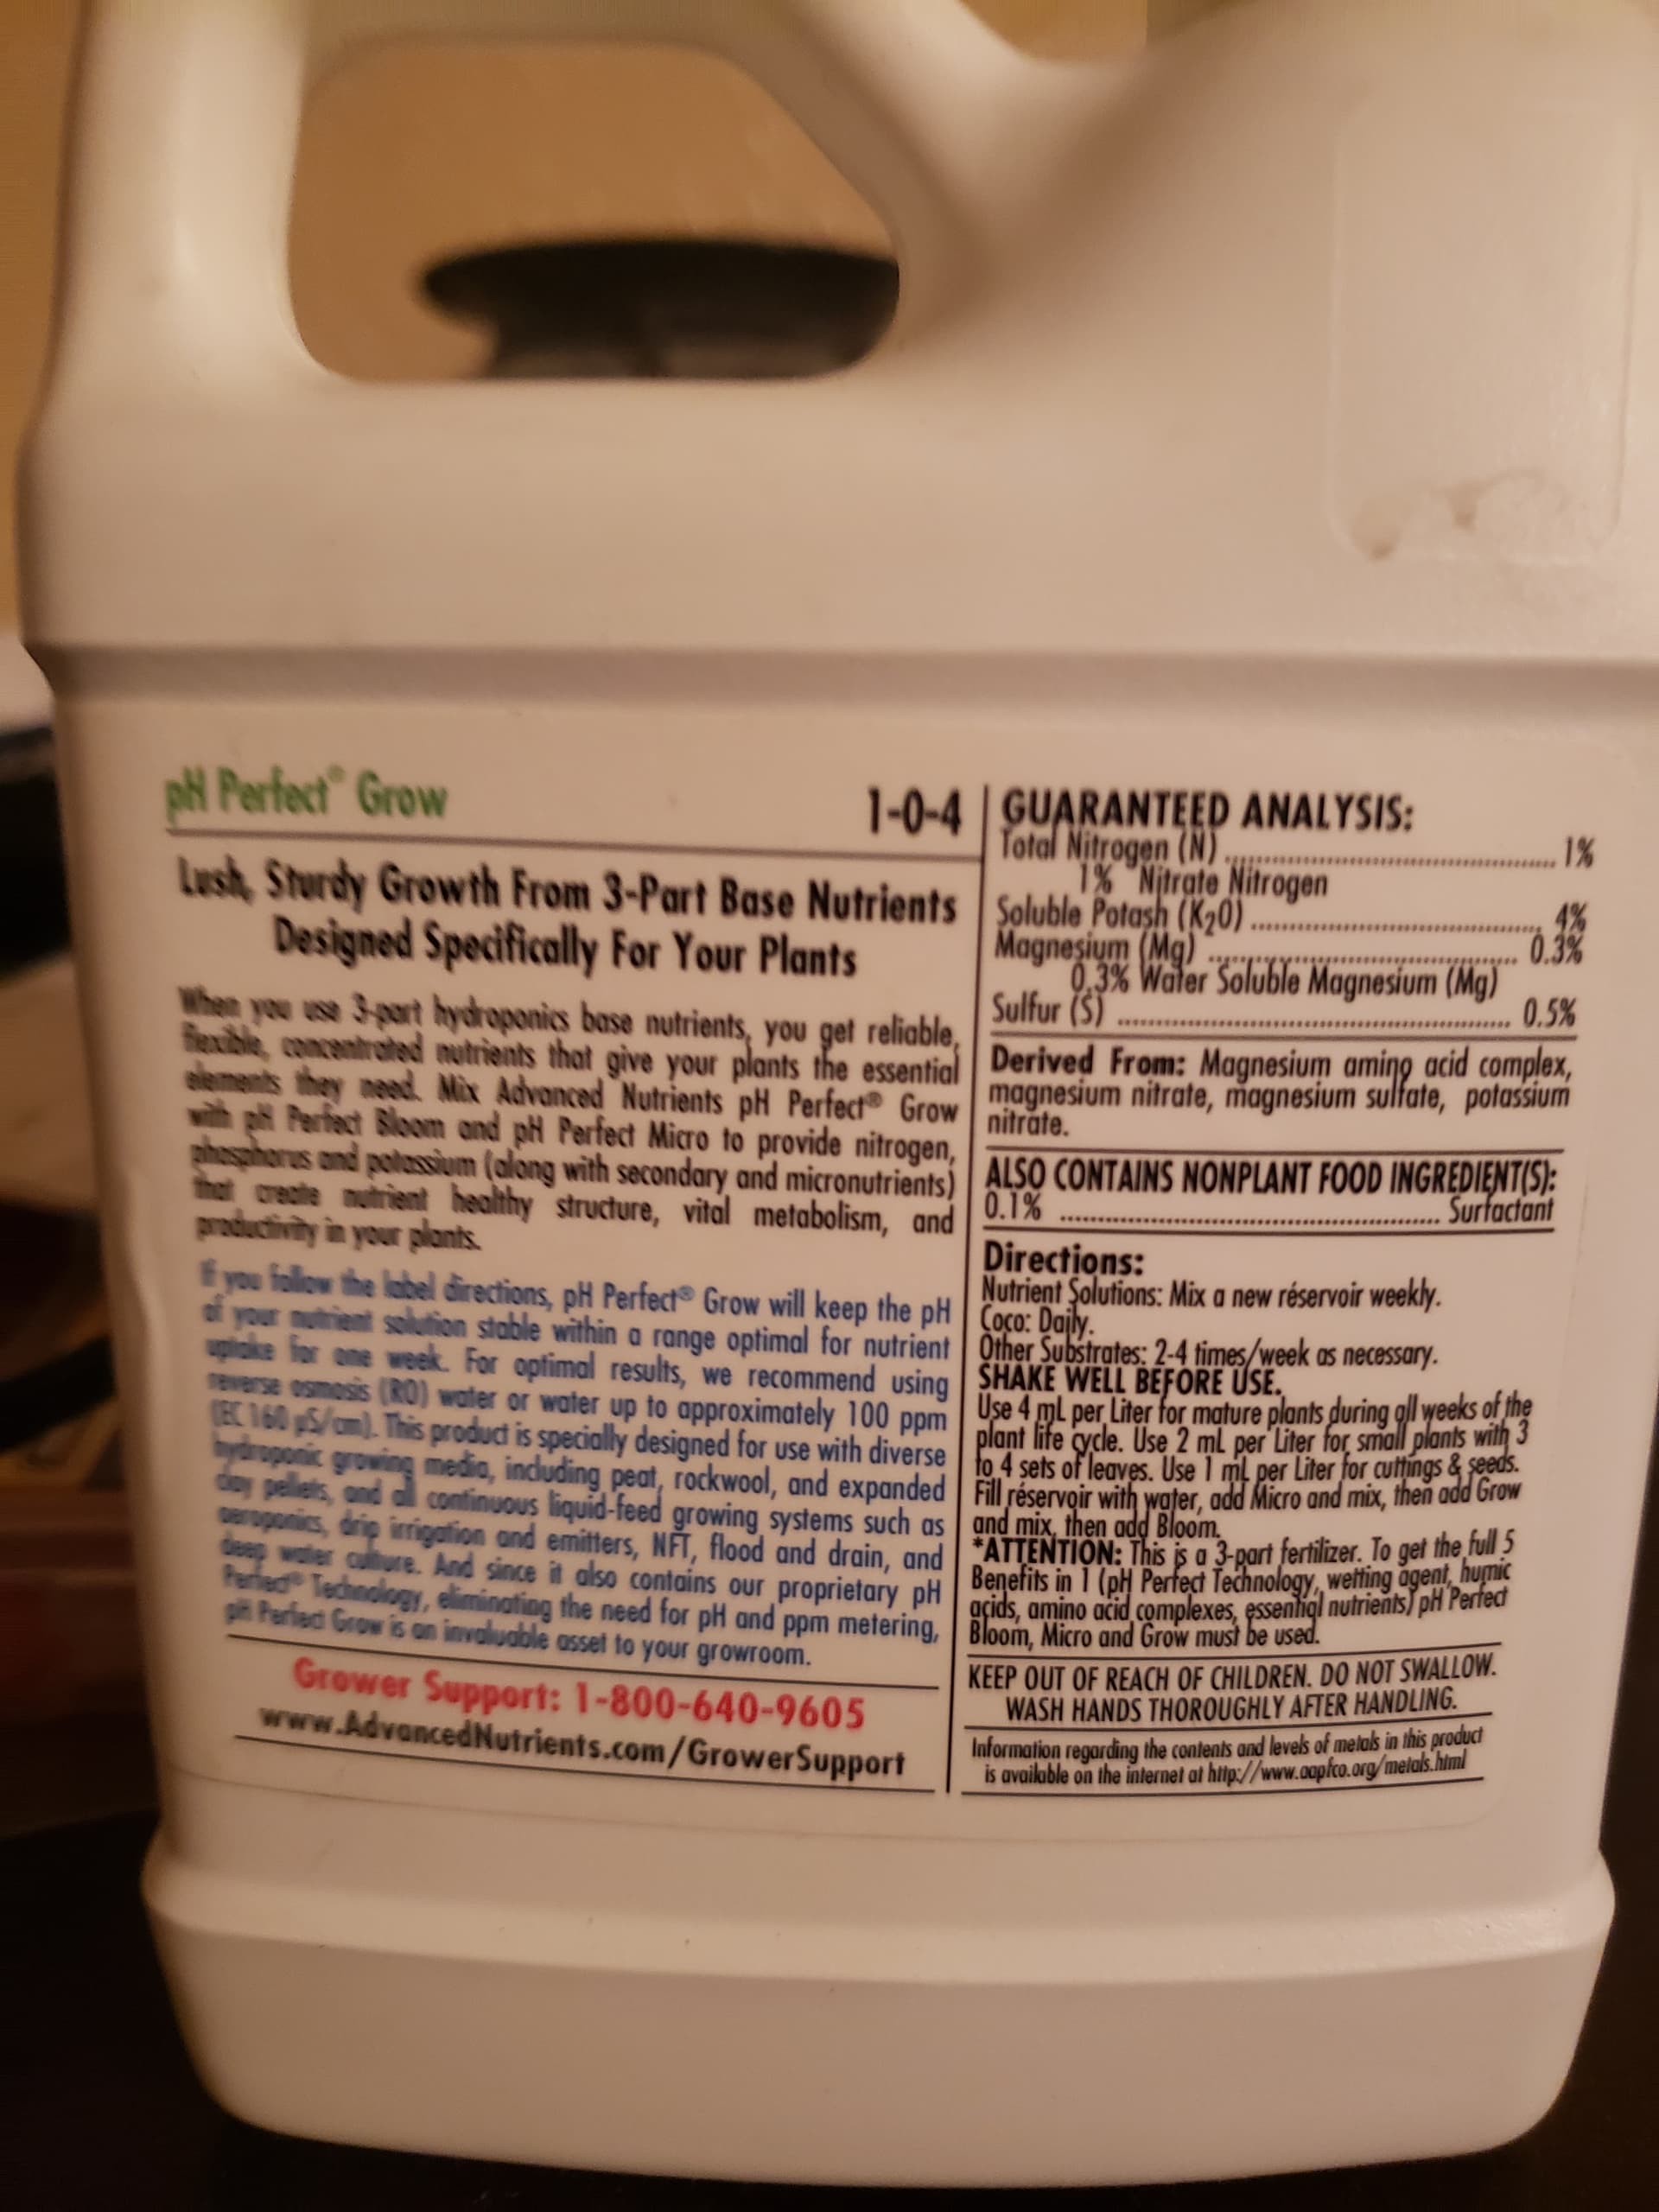 pH Perfect® Grow 1-0-4
Lush, Sturdy Growth From 3-Part Base Nutrients
Designed Specifically For Your Plants
When you use 3-part hydroponics base nutrients, you get reliable,
flexible, concentrated nutrients that give your plants the essential
elements they need. Mix Advanced Nutrients pH Perfect® Grow
with pH Perfect Bloom and pH Perfect Micro to provide nitrogen,
phosphorus and potassium (along with secondary and micronutrients)
that create nutrient healthy structure, vital metabolism, and
productivity in your plants.
If you follow the label directions, pH Perfect® Grow will keep the pH
of your nutrient solution stable within a range optimal for nutrient
uptake for one week. For optimal results, we recommend using
reverse osmosis (RO) water or water up to approximately 100 ppm
(EC 160 µS/cm). This product is specially designed for use with diverse
hydroponic growing media, including peat, rockwool, and expanded
clay pellets, and all continuous liquid-feed growing systems such as
aeroponics, drip irrigation and emitters, NFT, flood and drain, and
deep water culture. And since it also contains our proprietary pH
Perfect® Technology, eliminating the need for pH and ppm metering,
pH Perfect Grow is an invaluable asset to your growroom.
Grower Support: 1-800-640-9605
www.AdvancedNutrients.com/GrowerSupport
GUARANTEED ANALYSIS:
Total Nitrogen (N) .......... 1%
1% Nitrate Nitrogen
Soluble Potash (K₂O) .......... 4%
Magnesium (Mg) .......... 0.3%
0.3% Water Soluble Magnesium (Mg)
Sulfur (S) .......... 0.5%
Derived From: Magnesium amino acid complex,
magnesium nitrate, magnesium sulfate, potassium
nitrate.
ALSO CONTAINS NONPLANT FOOD INGREDIENT(S):
0.1% .......... Surfactant
Directions:
Nutrient Solutions: Mix a new réservoir weekly.
Coco: Daily.
Other Substrates: 2-4 times/week as necessary.
SHAKE WELL BEFORE USE.
Use 4 mL per Liter for mature plants during all weeks of the
plant life cycle. Use 2 mL per Liter for small plants with 3
to 4 sets of leaves. Use 1 mL per Liter for cuttings & seeds.
Fill réservoir with water, add Micro and mix, then add Grow
and mix, then add Bloom.
*ATTENTION: This is a 3-part fertilizer. To get the full 5
Benefits in 1 (pH Perfect Technology, wetting agent, humic
acids, amino acid complexes, essential nutrients) pH Perfect
Bloom, Micro and Grow must be used.
KEEP OUT OF REACH OF CHILDREN. DO NOT SWALLOW.
WASH HANDS THOROUGHLY AFTER HANDLING.
Information regarding the contents and levels of metals in this product
is available on the internet at http://www.aapfco.org/metals.html